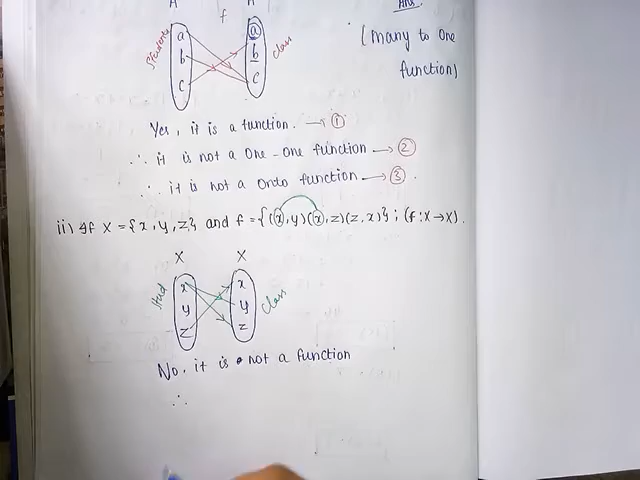 A f A
Ans.
Students
a
b
c
a
b
c
class
(many to one
function)
Yes, it is a function. → ①
∴ it is not a one-one function → ②
∴ it is not a onto function → ③.
ii) If X = {x, y, z} and f = {(x, y)(x, z)(z, x)}; (f: X → X).
X X
stud
x
y
z
x
y
z
class
No, it is not a function
∴